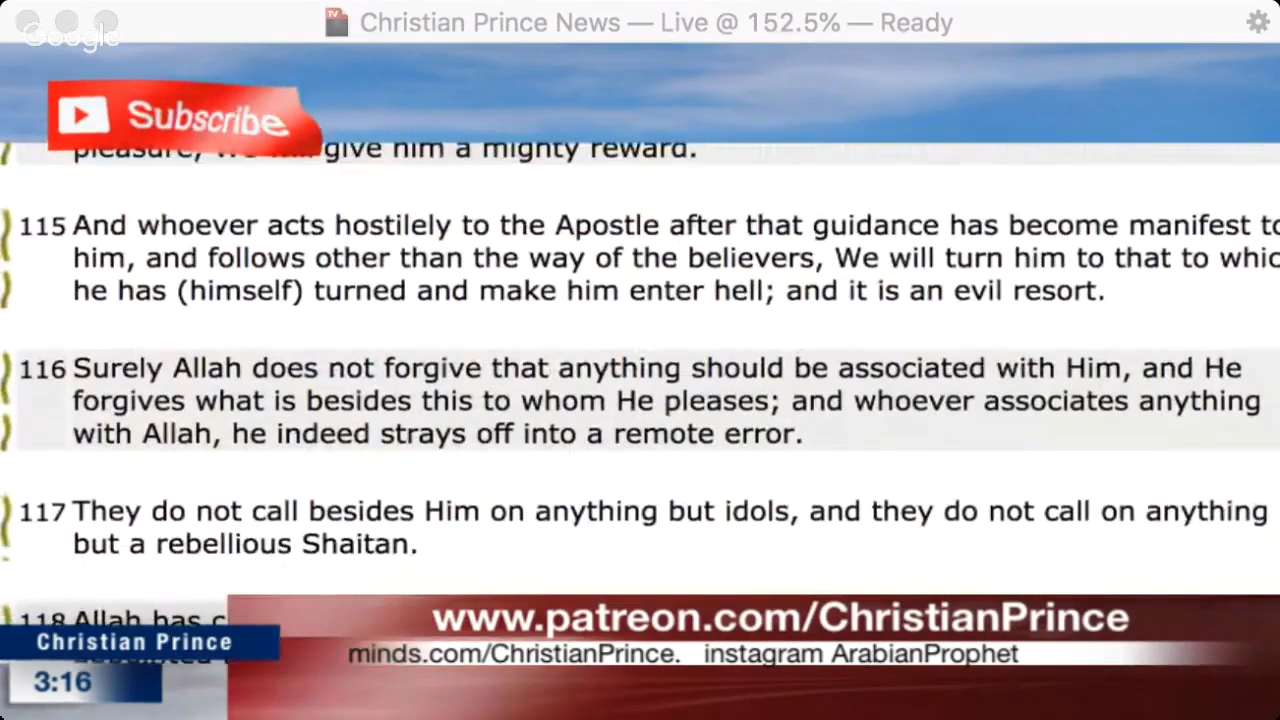 Christian Prince News — Live @ 152.5% — Ready
Google
Subscribe
pleasure, give him a mighty reward.
115 And whoever acts hostilely to the Apostle after that guidance has become manifest to
him, and follows other than the way of the believers, We will turn him to that to whic
he has (himself) turned and make him enter hell; and it is an evil resort.
116 Surely Allah does not forgive that anything should be associated with Him, and He
forgives what is besides this to whom He pleases; and whoever associates anything
with Allah, he indeed strays off into a remote error.
117 They do not call besides Him on anything but idols, and they do not call on anything
but a rebellious Shaitan.
118 Allah has c
www.patreon.com/ChristianPrince
Christian Prince
minds.com/ChristianPrince. instagram ArabianProphet
3:16